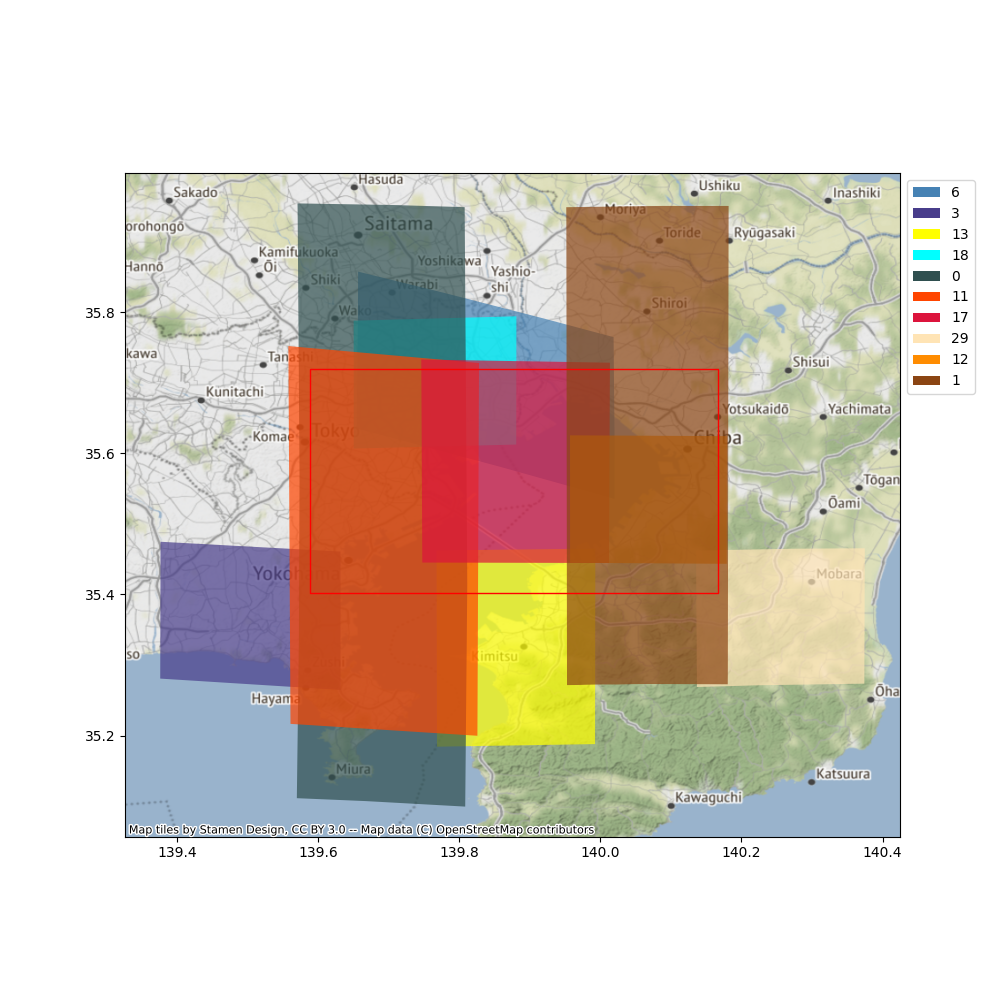 Hasuda
Sakado
Ushiku
Inashiki
orohongō
Saitama
Moriya
Toride
Ryūgasaki
Kamifukuoka
Ōi
Hannō
Yoshikawa
Yashio-
shi
Shiki
Warabi
Wako
Shiroi
kawa
Tanashi
Shisui
Kunitachi
Yotsukaidō
Yachimata
Komae
Tokyo
Chiba
Tōgan
Ōami
Yokohama
Mobara
so
Kimitsu
Hayama
Ōha
Miura
Katsuura
Kawaguchi
Map tiles by Stamen Design, CC BY 3.0 -- Map data (C) OpenStreetMap contributors
35.8
35.6
35.4
35.2
139.4 139.6 139.8 140.0 140.2 140.4
6
3
13
18
0
11
17
29
12
1